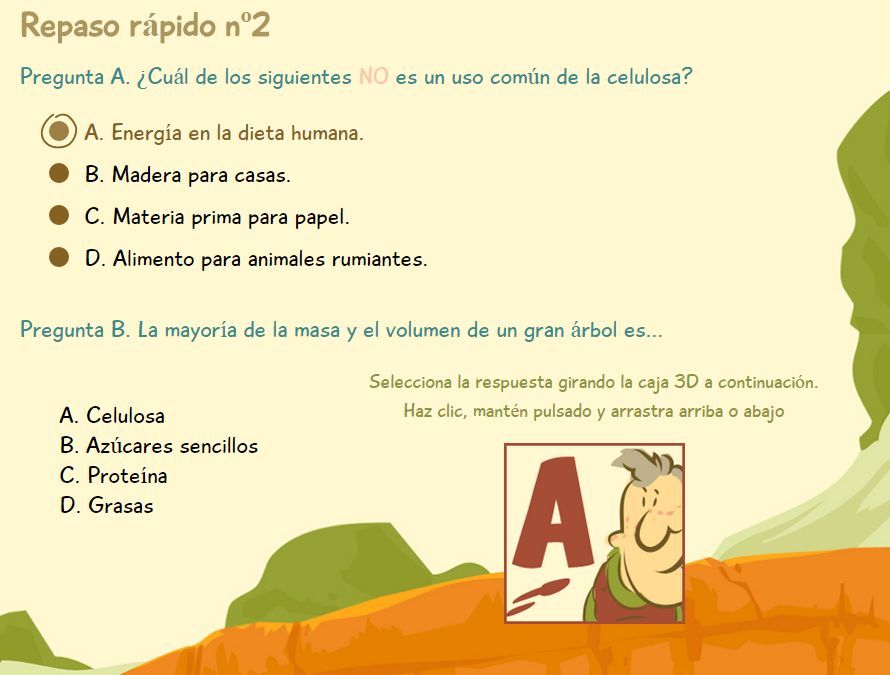 Repaso rápido nº2
Pregunta A. ¿Cuál de los siguientes NO es un uso común de la celulosa?
A. Energía en la dieta humana.
B. Madera para casas.
C. Materia prima para papel.
D. Alimento para animales rumiantes.
Pregunta B. La mayoría de la masa y el volumen de un gran árbol es...
Selecciona la respuesta girando la caja 3D a continuación.
Haz clic, mantén pulsado y arrastra arriba o abajo
A. Celulosa
B. Azúcares sencillos
C. Proteína
D. Grasas
A